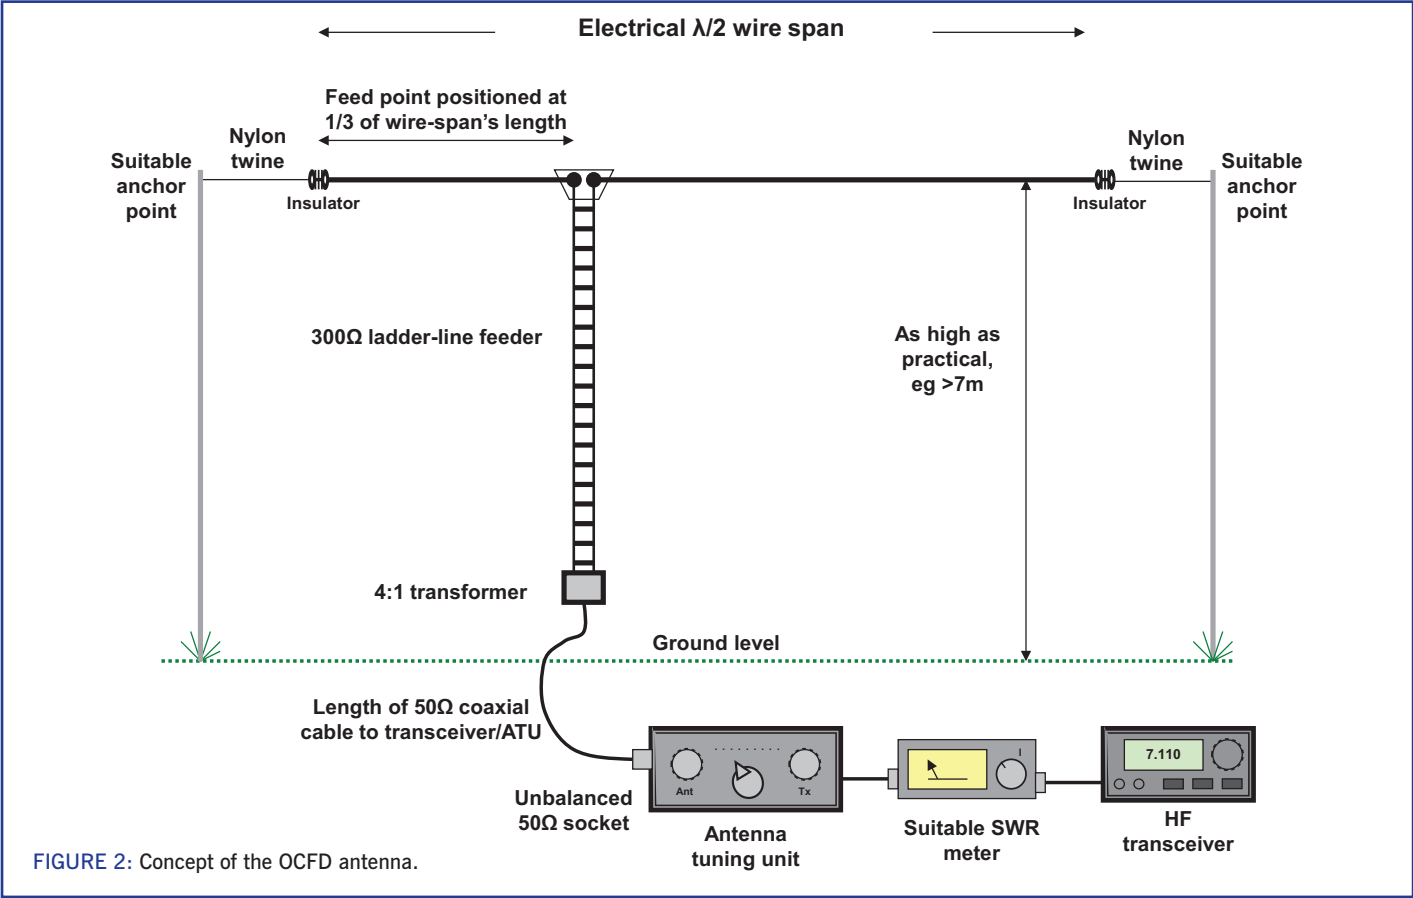 Electrical λ/2 wire span
Feed point positioned at
1/3 of wire-span's length
Nylon
twine
Suitable
anchor
point
Insulator
Nylon
twine
Suitable
anchor
point
Insulator
300Ω ladder-line feeder
As high as
practical,
eg >7m
4:1 transformer
Ground level
Length of 50Ω coaxial
cable to transceiver/ATU
Ant
Tx
I
7.110
Unbalanced
50Ω socket
Antenna
tuning unit
Suitable SWR
meter
HF
transceiver
FIGURE 2: Concept of the OCFD antenna.